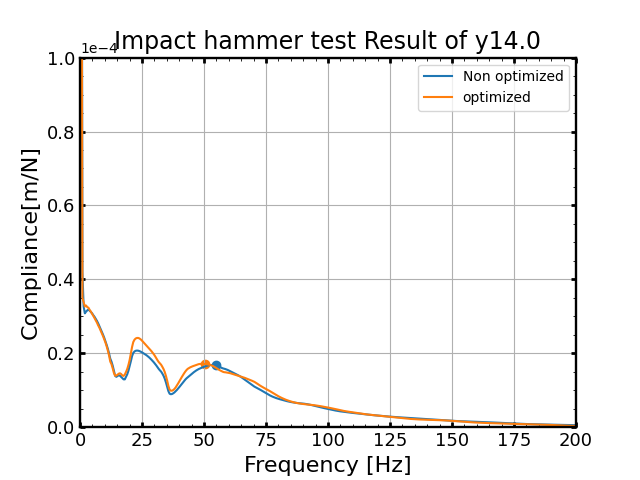 Impact hammer test Result of y14.0
1e−4
Non optimized
optimized
Compliance[m/N]
1.0
0.8
0.6
0.4
0.2
0.0
0 25 50 75 100 125 150 175 200
Frequency [Hz]